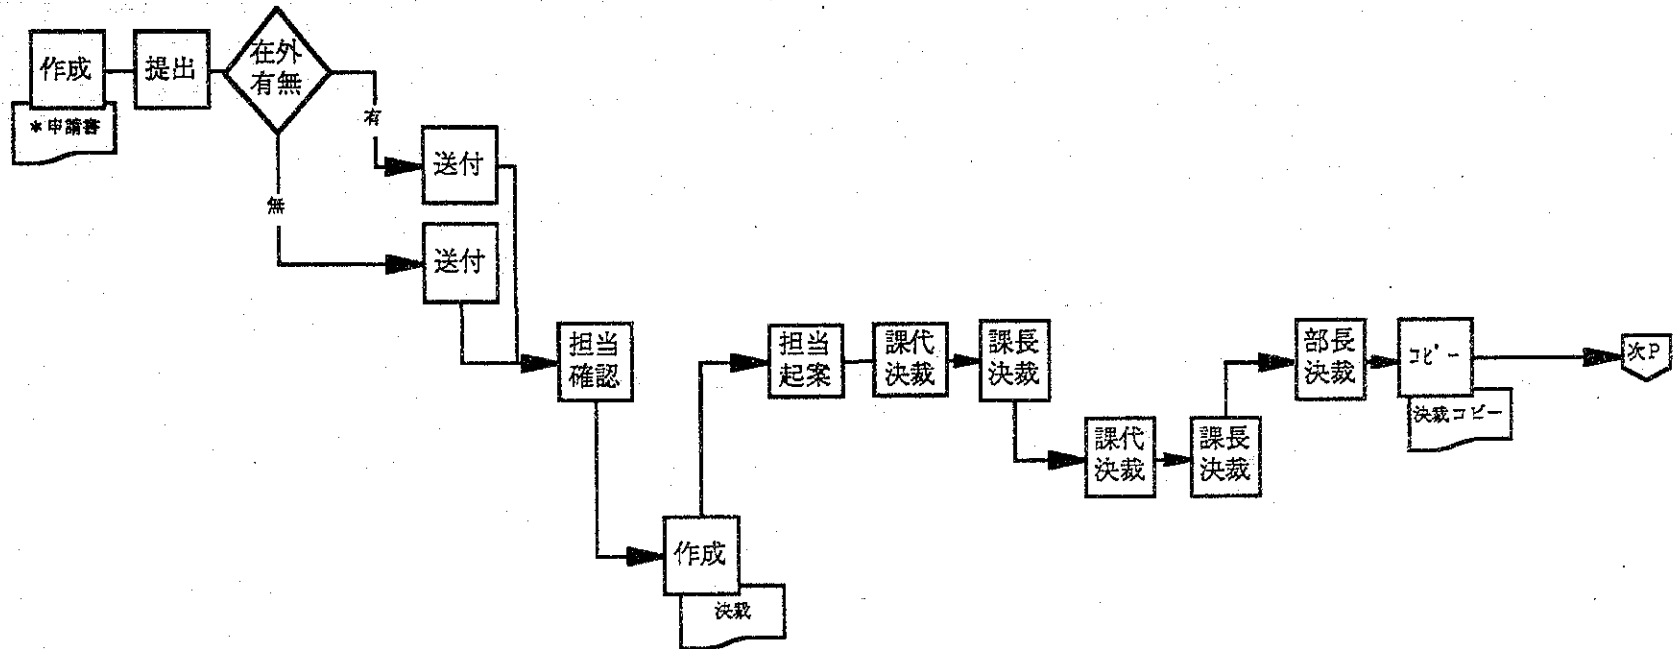 作成
提出
在外
有無
*申請書
有
送付
無
送付
担当
確認
作成
決裁
担当
起案
課代
決裁
課長
決裁
課代
決裁
課長
決裁
部長
決裁
コピー
決裁コピー
次P